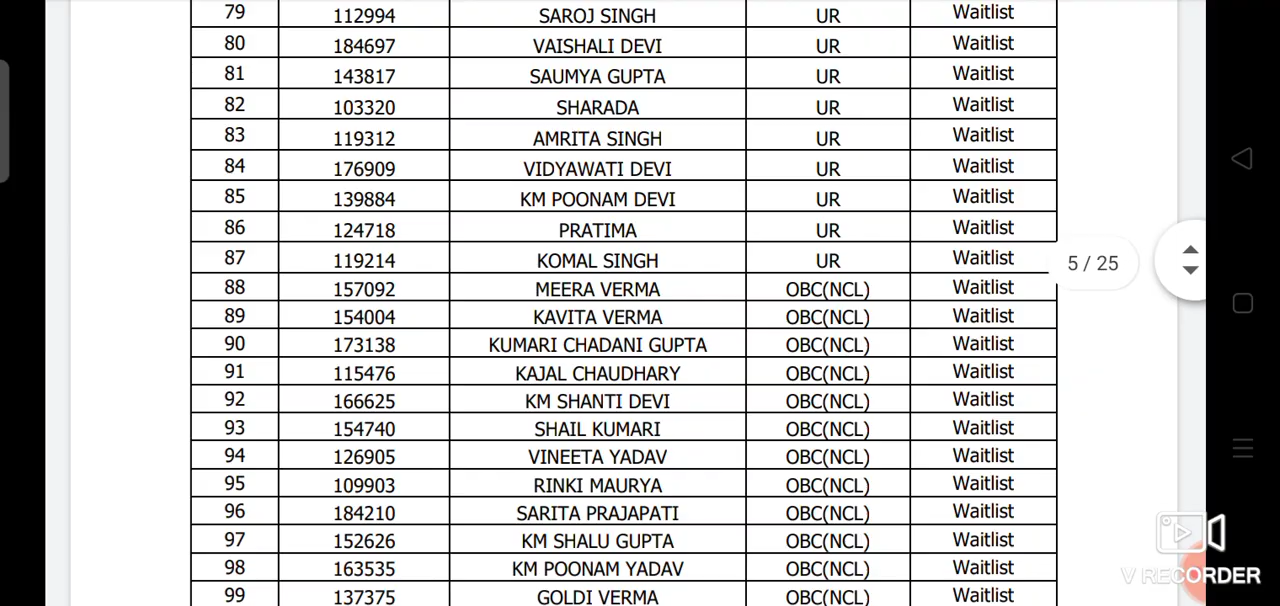 79 112994 SAROJ SINGH UR Waitlist
80 184697 VAISHALI DEVI UR Waitlist
81 143817 SAUMYA GUPTA UR Waitlist
82 103320 SHARADA UR Waitlist
83 119312 AMRITA SINGH UR Waitlist
84 176909 VIDYAWATI DEVI UR Waitlist
85 139884 KM POONAM DEVI UR Waitlist
86 124718 PRATIMA UR Waitlist
87 119214 KOMAL SINGH UR Waitlist
5 / 25
88 157092 MEERA VERMA OBC(NCL) Waitlist
89 154004 KAVITA VERMA OBC(NCL) Waitlist
90 173138 KUMARI CHADANI GUPTA OBC(NCL) Waitlist
91 115476 KAJAL CHAUDHARY OBC(NCL) Waitlist
92 166625 KM SHANTI DEVI OBC(NCL) Waitlist
93 154740 SHAIL KUMARI OBC(NCL) Waitlist
94 126905 VINEETA YADAV OBC(NCL) Waitlist
95 109903 RINKI MAURYA OBC(NCL) Waitlist
96 184210 SARITA PRAJAPATI OBC(NCL) Waitlist
97 152626 KM SHALU GUPTA OBC(NCL) Waitlist
98 163535 KM POONAM YADAV OBC(NCL) Waitlist
99 137375 GOLDI VERMA OBC(NCL) Waitlist
V RECORDER